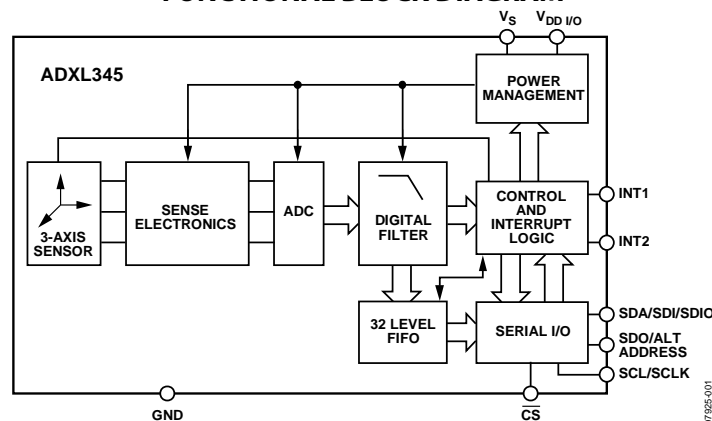 FUNCTIONAL BLOCK DIAGRAM
VS VDD I/O
ADXL345
POWER
MANAGEMENT
3-AXIS
SENSOR
SENSE
ELECTRONICS
ADC
DIGITAL
FILTER
CONTROL
AND
INTERRUPT
LOGIC
INT1
INT2
32 LEVEL
FIFO
SERIAL I/O
SDA/SDI/SDIO
SDO/ALT
ADDRESS
SCL/SCLK
GND
CS
07925-001